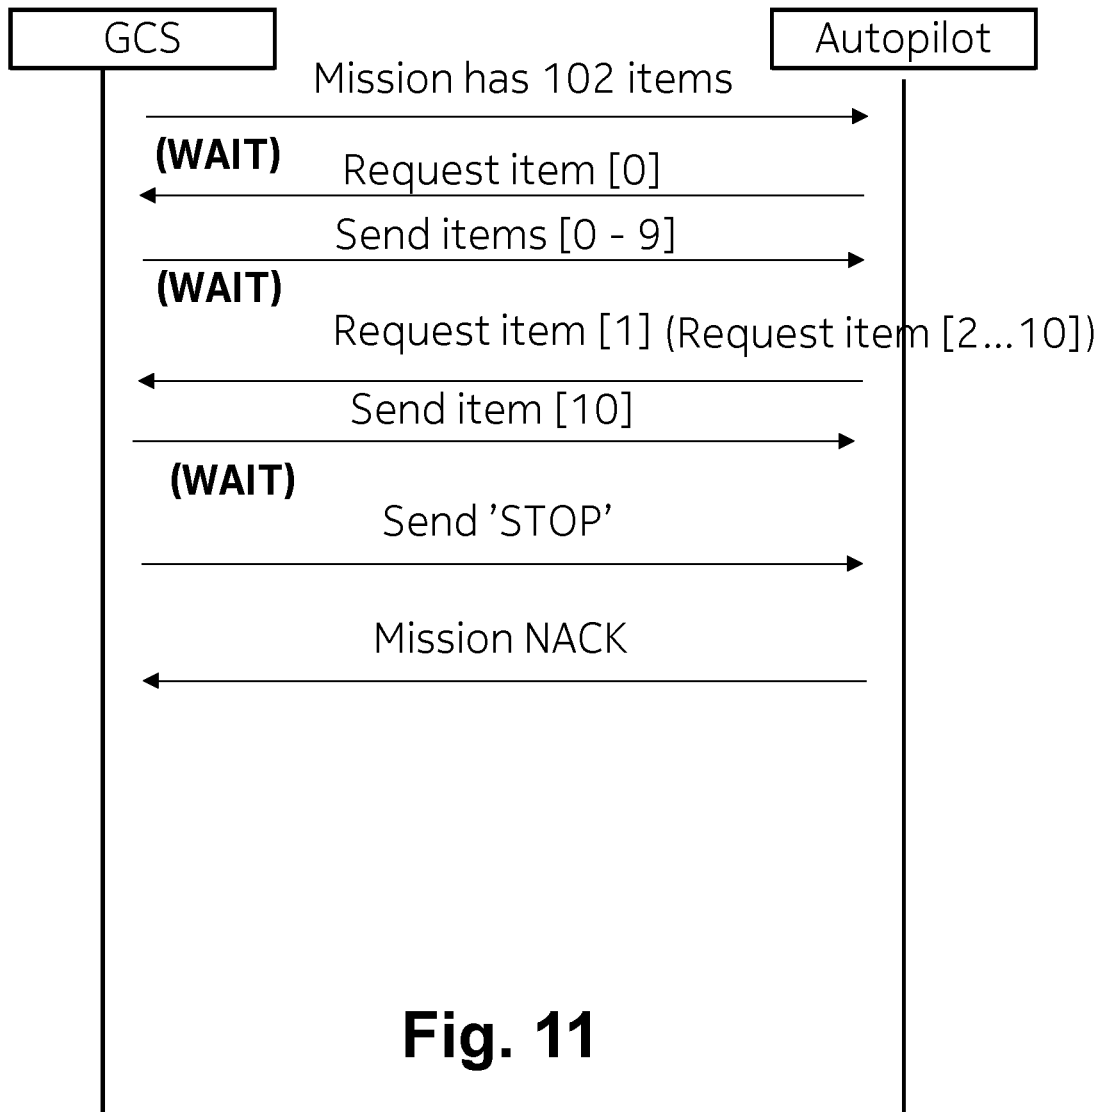 GCS
Autopilot
Mission has 102 items
(WAIT)
Request item [0]
Send items [0 - 9]
(WAIT)
Request item [1] (Request item [2...10])
Send item [10]
(WAIT)
Send ’STOP’
Mission NACK
Fig. 11